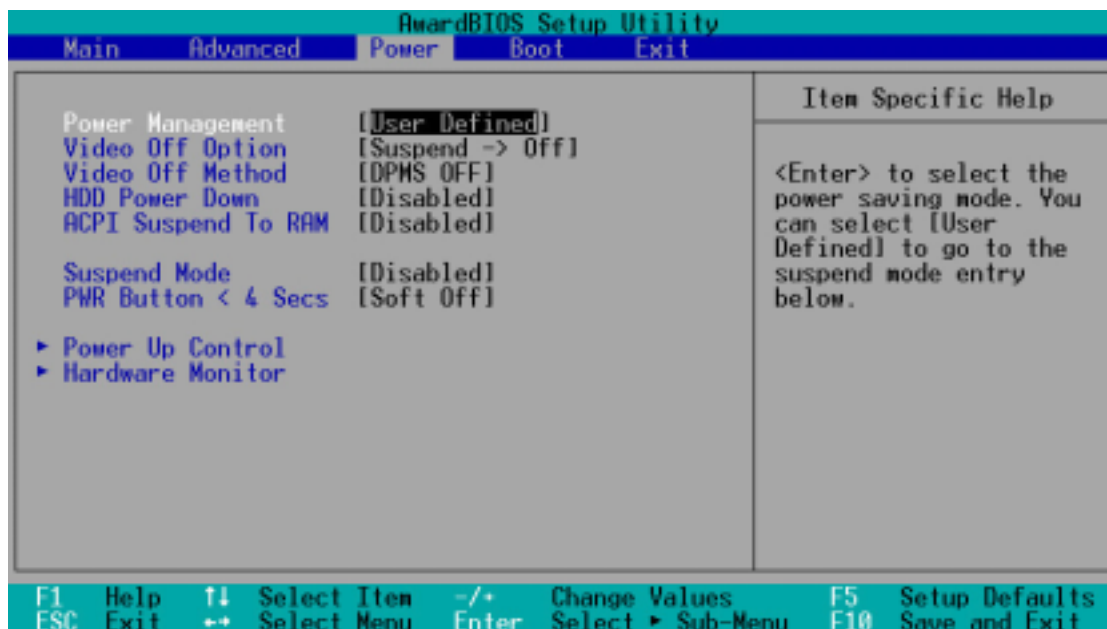 AwardBIOS Setup Utility
Main Advanced Power Boot Exit
Power Management [User Defined]
Video Off Option [Suspend -> Off]
Video Off Method [DPMS OFF]
HDD Power Down [Disabled]
ACPI Suspend To RAM [Disabled]
Suspend Mode [Disabled]
PWR Button < 4 Secs [Soft Off]
▶ Power Up Control
▶ Hardware Monitor
Item Specific Help
<Enter> to select the
power saving mode. You
can select [User
Defined] to go to the
suspend mode entry
below.
F1 Help ↑↓ Select Item -/+ Change Values F5 Setup Defaults
ESC Exit ←→ Select Menu Enter Select ▶ Sub-Menu F10 Save and Exit